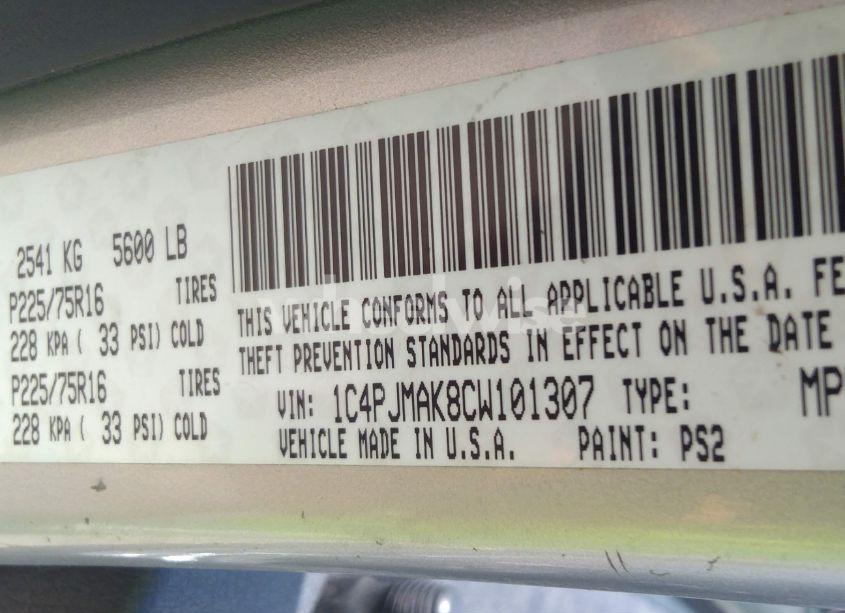 2541 KG 5600 LB
P225/75R16 TIRES
228 KPA ( 33 PSI) COLD
P225/75R16 TIRES
228 KPA ( 33 PSI) COLD
THIS VEHICLE CONFORMS TO ALL APPLICABLE U.S.A. FE
THEFT PREVENTION STANDARDS IN EFFECT ON THE DATE
VIN: 1C4PJMAK8CW101307 TYPE: MP
VEHICLE MADE IN U.S.A. PAINT: PS2